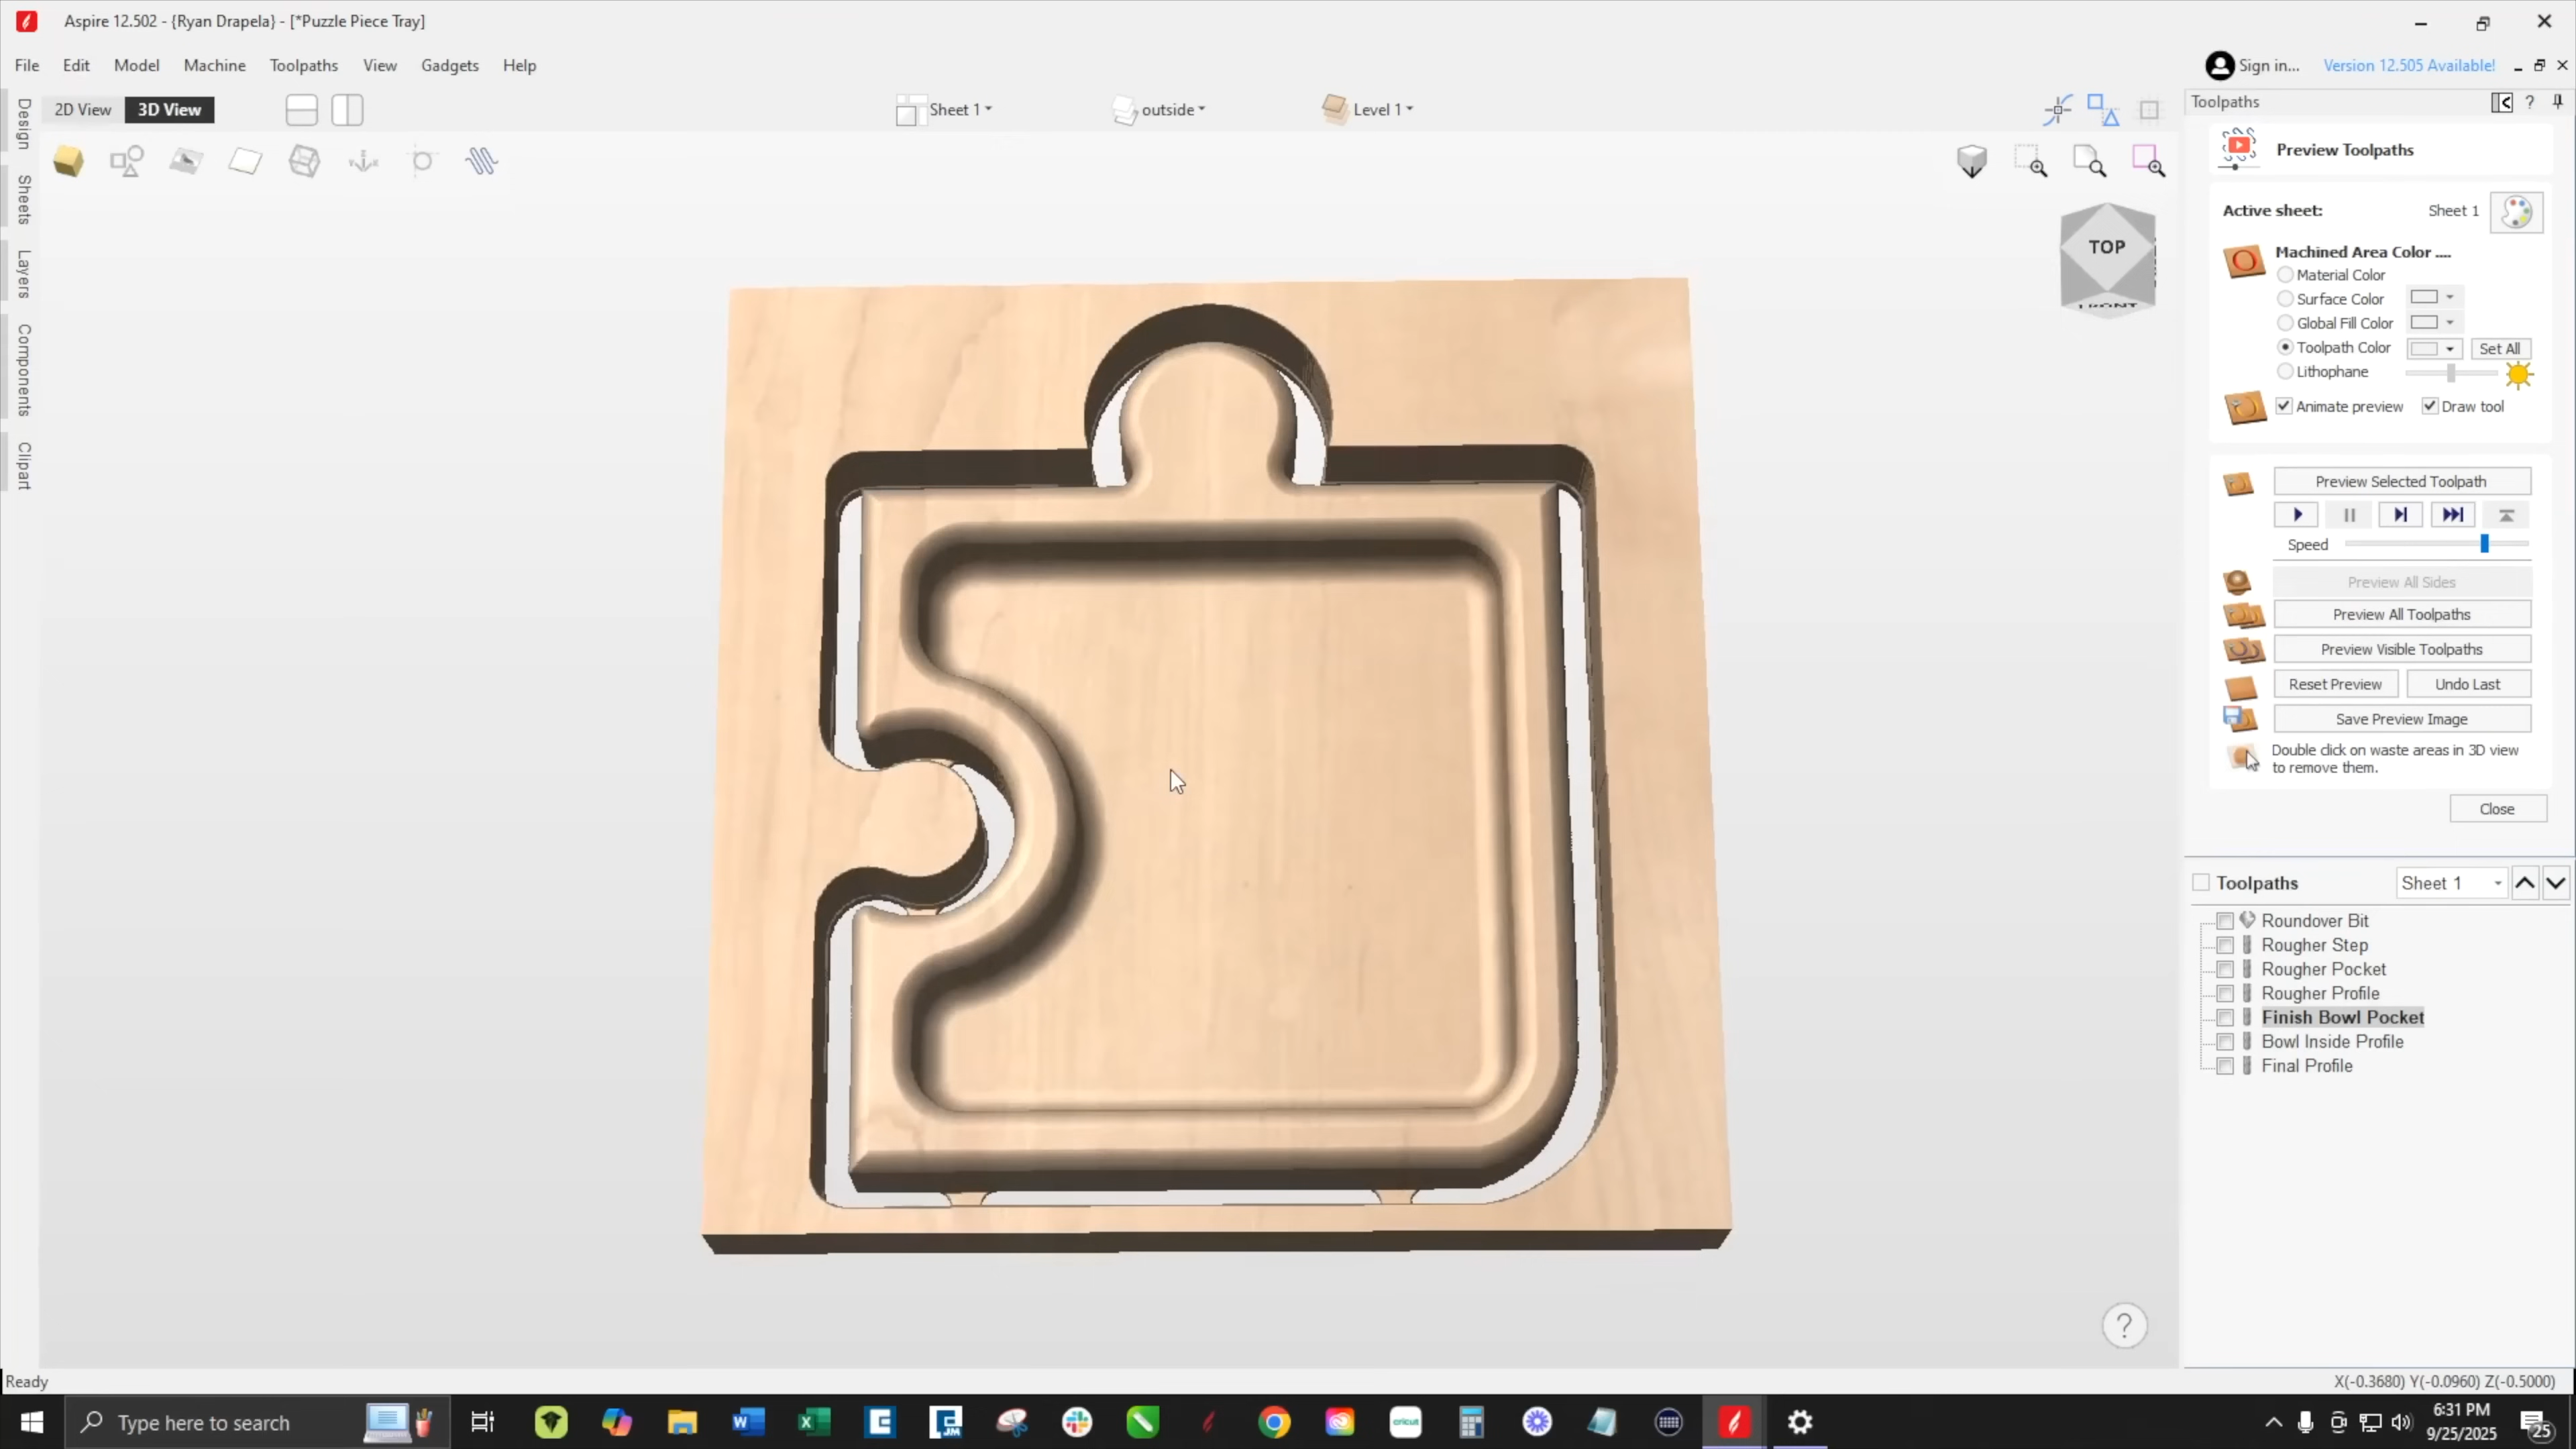 Aspire 12.502 - {Ryan Drapela} - [*Puzzle Piece Tray]
File Edit Model Machine Toolpaths View Gadgets Help
Sign in... Version 12.505 Available!
2D View 3D View Sheet 1 outside Level 1
Design
Sheets
Layers
Components
Clipart
TOP
FRONT
Toolpaths
Preview Toolpaths
Active sheet: Sheet 1
Machined Area Color ....
Material Color
Surface Color
Global Fill Color
Toolpath Color Set All
Lithophane
Animate preview Draw tool
Preview Selected Toolpath
Speed
Preview All Sides
Preview All Toolpaths
Preview Visible Toolpaths
Reset Preview Undo Last
Save Preview Image
Double click on waste areas in 3D view
to remove them.
Close
Toolpaths Sheet 1
Roundover Bit
Rougher Step
Rougher Pocket
Rougher Profile
Finish Bowl Pocket
Bowl Inside Profile
Final Profile
Ready
X(-0.3680) Y(-0.0960) Z(-0.5000)
Type here to search
cricut
JM
6:31 PM
9/25/2025
25